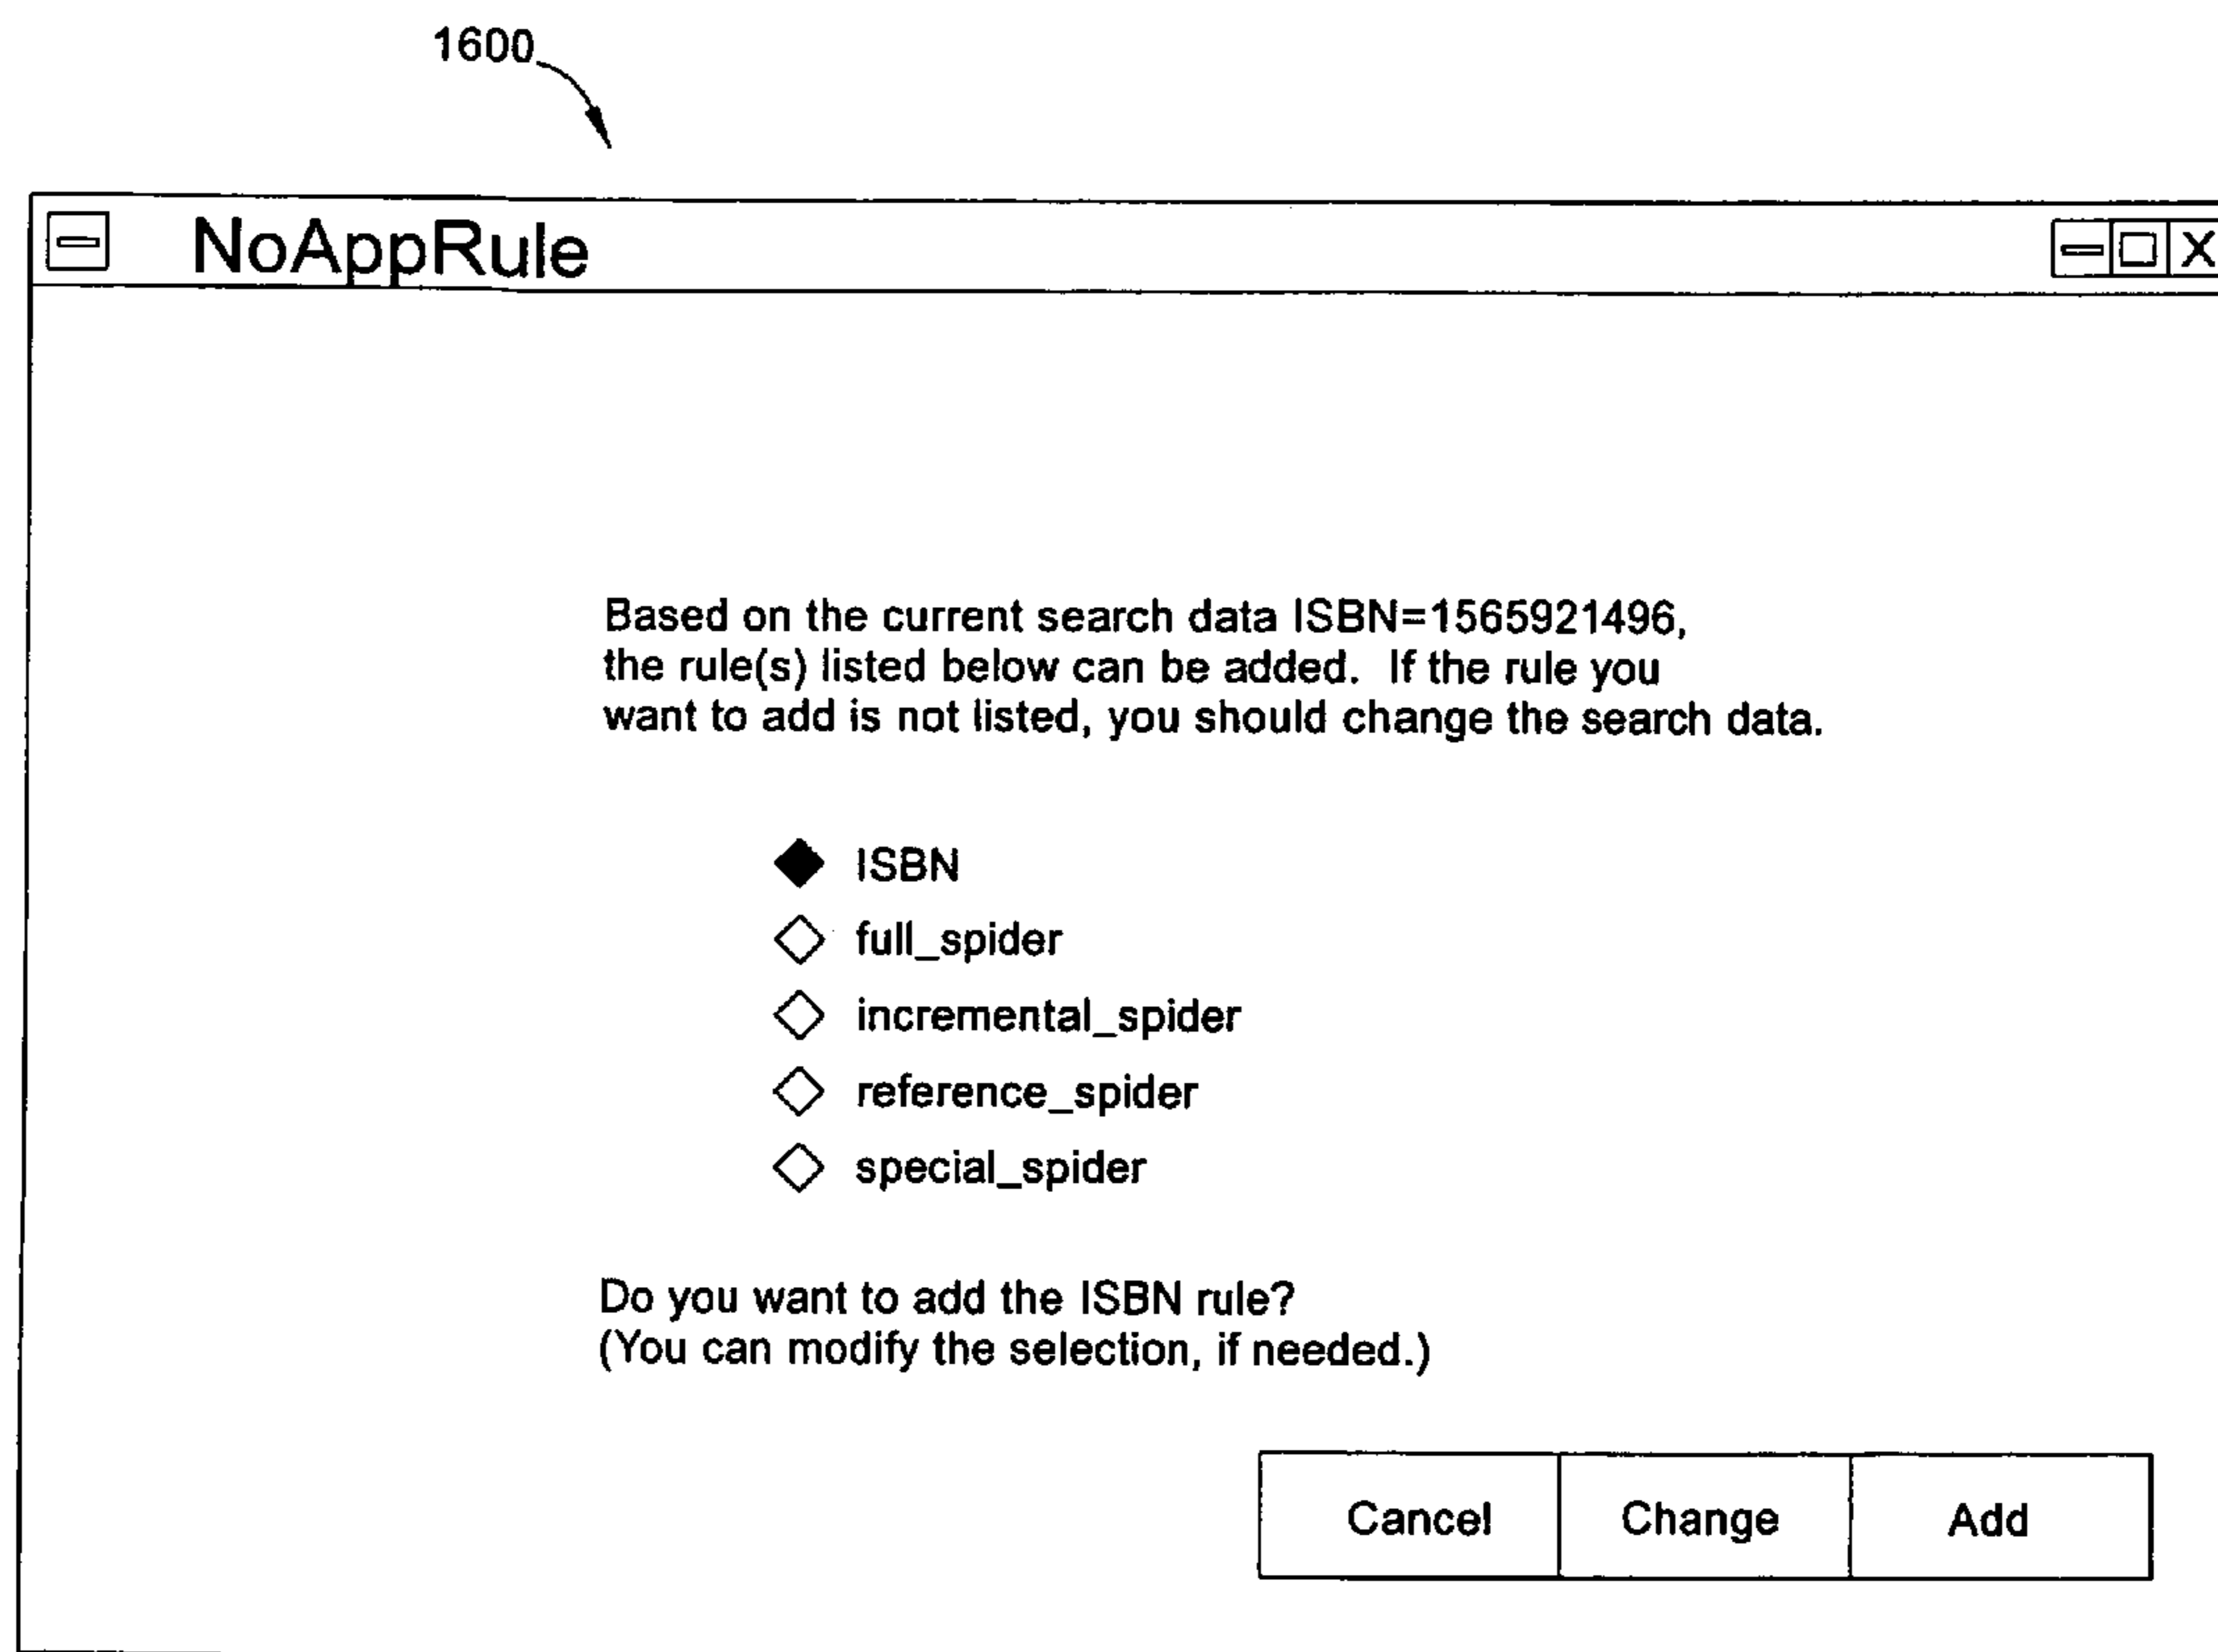 1600
NoAppRule
X
Based on the current search data ISBN=1565921496,
the rule(s) listed below can be added. If the rule you
want to add is not listed, you should change the search data.
ISBN
full_spider
incremental_spider
reference_spider
special_spider
Do you want to add the ISBN rule?
(You can modify the selection, if needed.)
Cancel
Change
Add